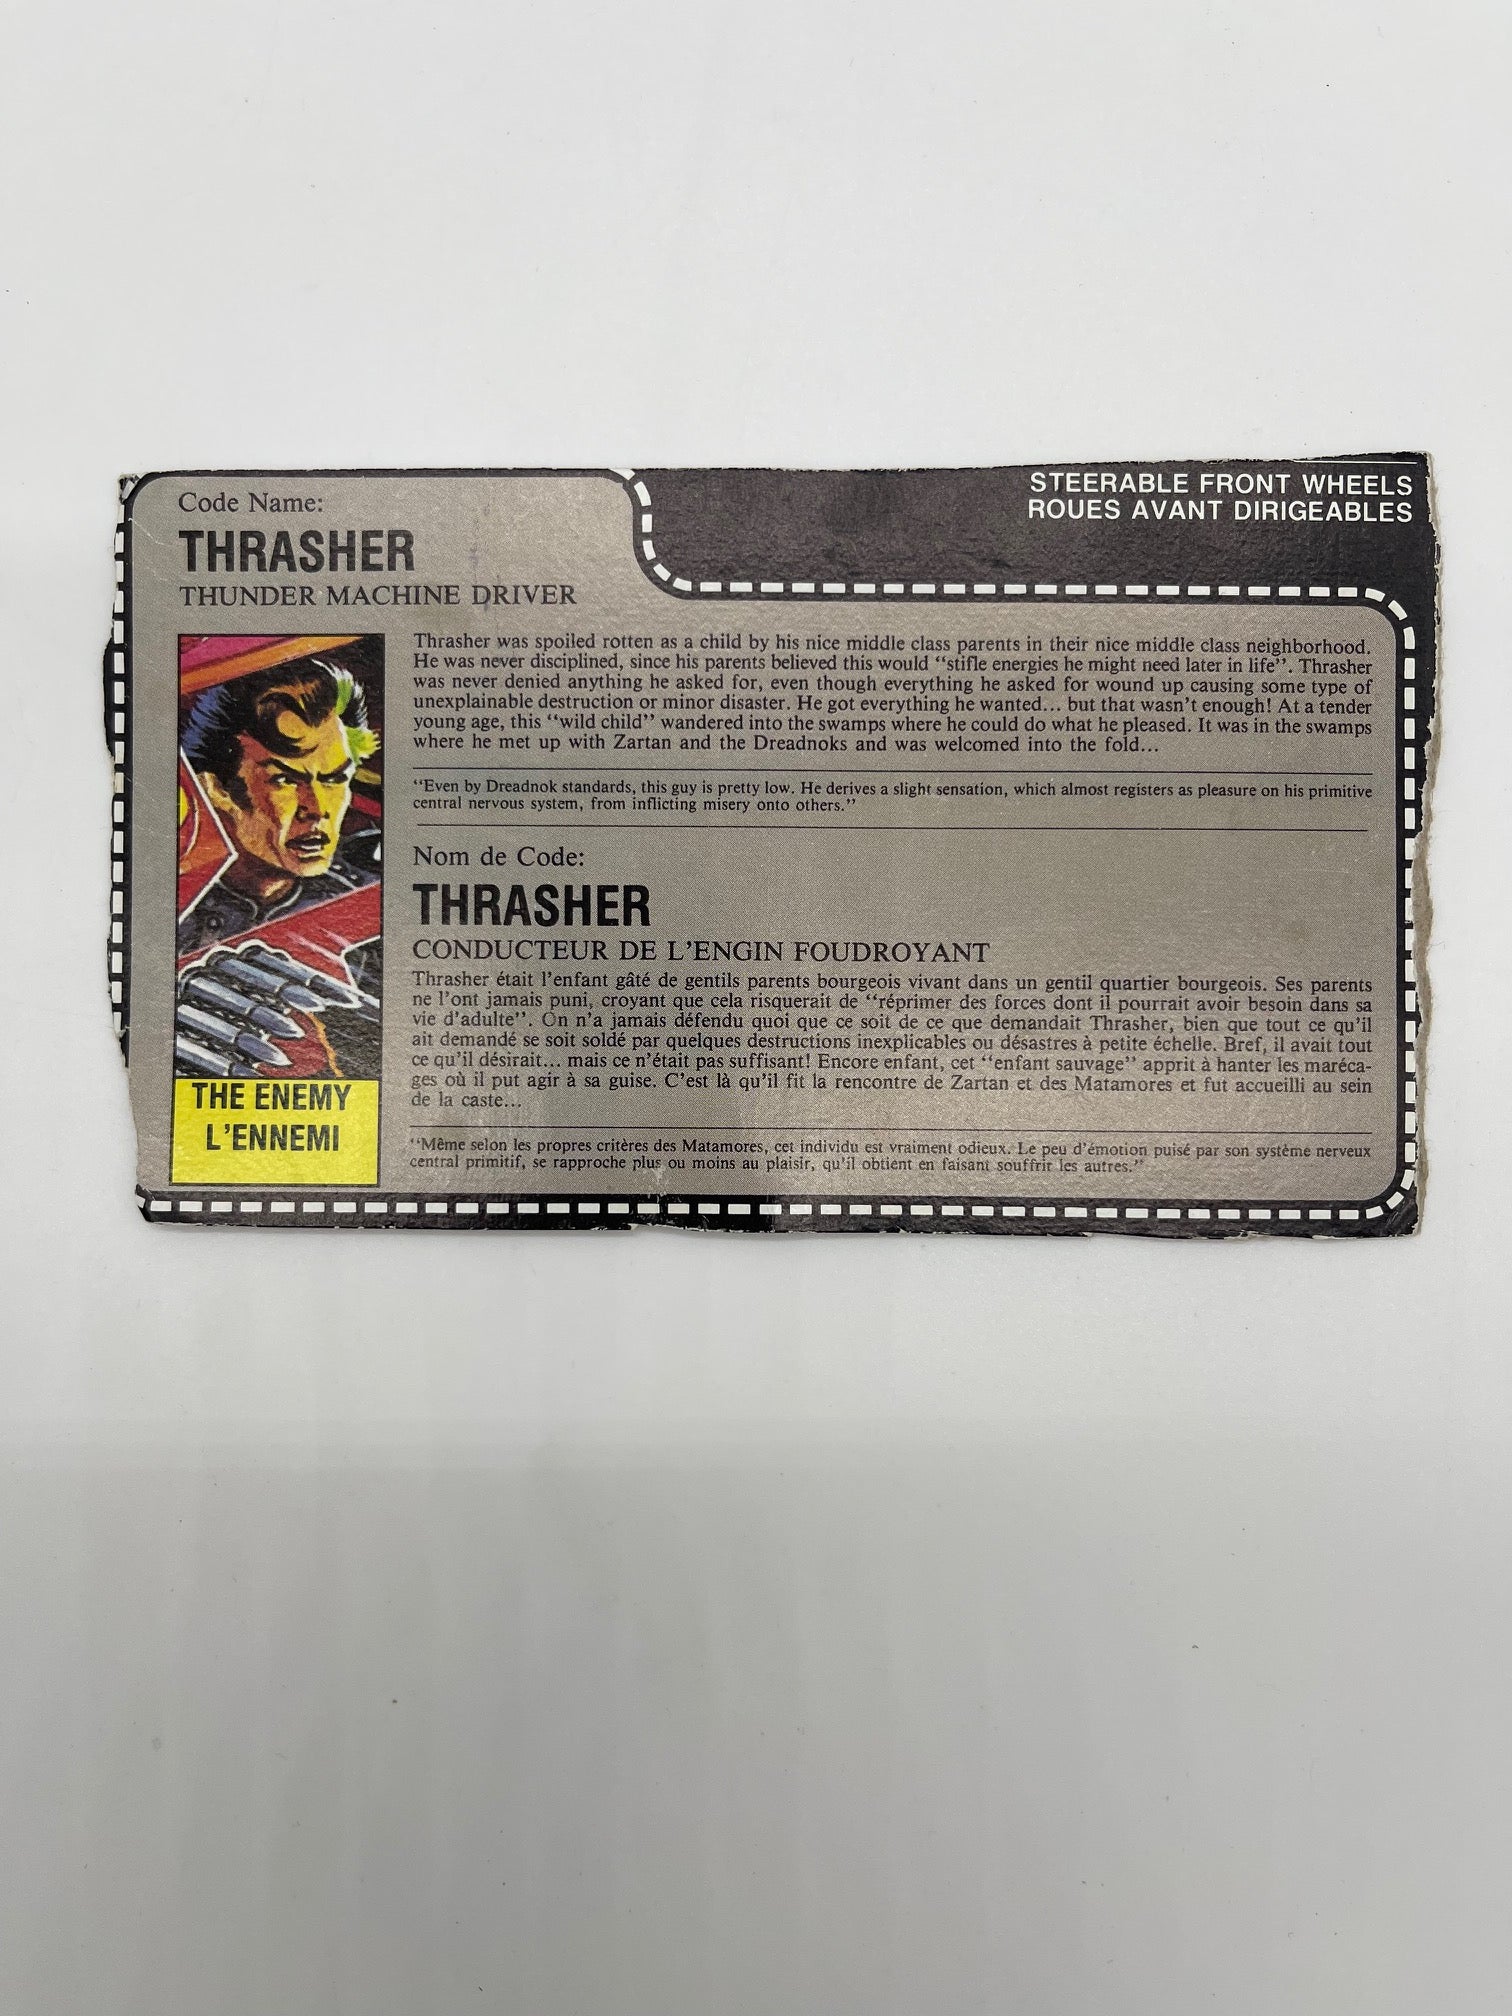 STEERABLE FRONT WHEELS
ROUES AVANT DIRIGEABLES
Code Name:
THRASHER
THUNDER MACHINE DRIVER
Thrasher was spoiled rotten as a child by his nice middle class parents in their nice middle class neighborhood.
He was never disciplined, since his parents believed this would "stifle energies he might need later in life". Thrasher
was never denied anything he asked for, even though everything he asked for wound up causing some type of
unexplainable destruction or minor disaster. He got everything he wanted... but that wasn't enough! At a tender
young age, this "wild child" wandered into the swamps where he could do what he pleased. It was in the swamps
where he met up with Zartan and the Dreadnoks and was welcomed into the fold...
"Even by Dreadnok standards, this guy is pretty low. He derives a slight sensation, which almost registers as pleasure on his primitive
central nervous system, from inflicting misery onto others."
Nom de Code:
THRASHER
CONDUCTEUR DE L'ENGIN FOUDROYANT
Thrasher était l'enfant gâté de gentils parents bourgeois vivant dans un gentil quartier bourgeois. Ses parents
ne l'ont jamais puni, croyant que cela risquerait de "réprimer des forces dont il pourrait avoir besoin dans sa
vie d'adulte". On n'a jamais défendu quoi que ce soit de ce que demandait Thrasher, bien que tout ce qu'il
ait demandé se soit soldé par quelques destructions inexplicables ou désastres à petite échelle. Bref, il avait tout
ce qu'il désirait... mais ce n'était pas suffisant! Encore enfant, cet "enfant sauvage" apprit à hanter les maréca-
ges où il put agir à sa guise. C'est là qu'il fit la rencontre de Zartan et des Matamores et fut accueilli au sein
de la caste...
"Même selon les propres critères des Matamores, cet individu est vraiment odieux. Le peu d'émotion puisé par son système nerveux
central primitif, se rapproche plus ou moins au plaisir, qu'il obtient en faisant souffrir les autres."
THE ENEMY
L'ENNEMI